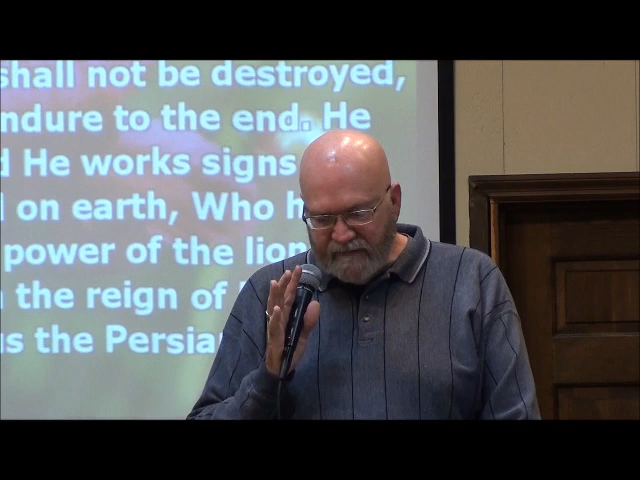 shall not be destroyed,
ndure to the end. He
d He works signs
on earth, Who h
power of the lion
the reign of
us the Persia